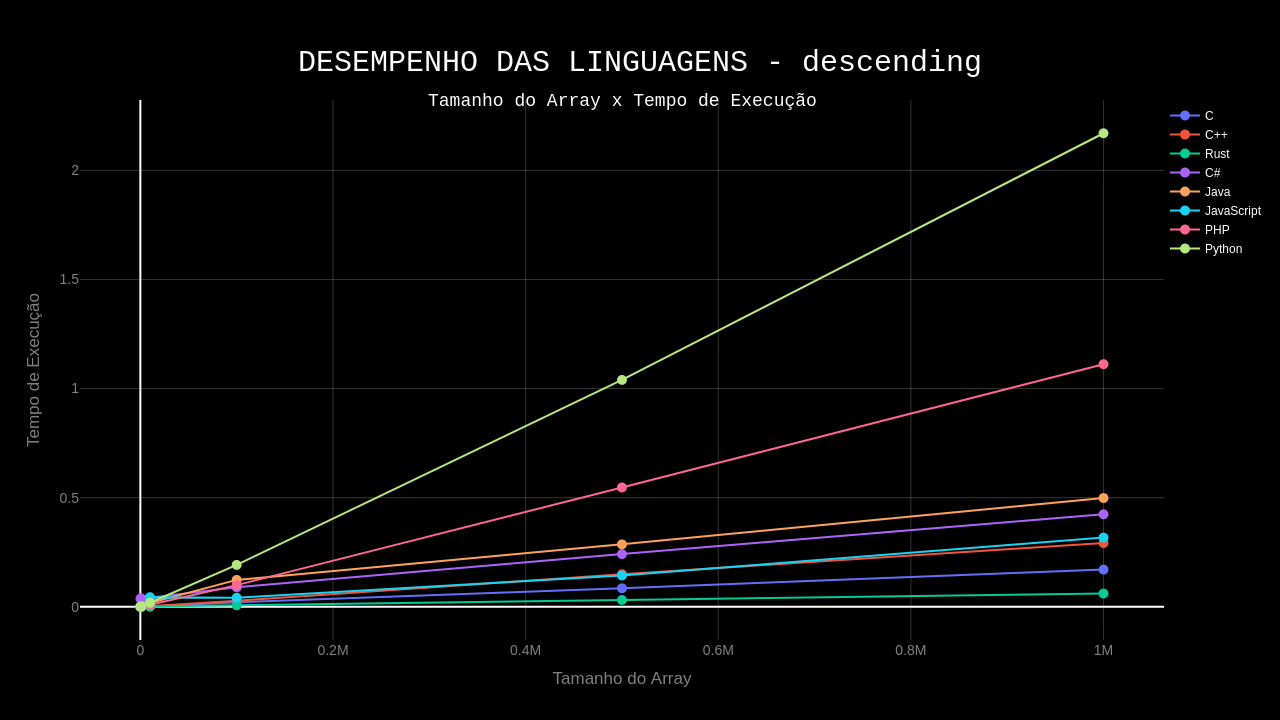 DESEMPENHO DAS LINGUAGENS - descending
Tamanho do Array x Tempo de Execução
C
C++
Rust
C#
Java
JavaScript
PHP
Python
Tempo de Execução
2
1.5
1
0.5
0
0
0.2M
0.4M
0.6M
0.8M
1M
Tamanho do Array